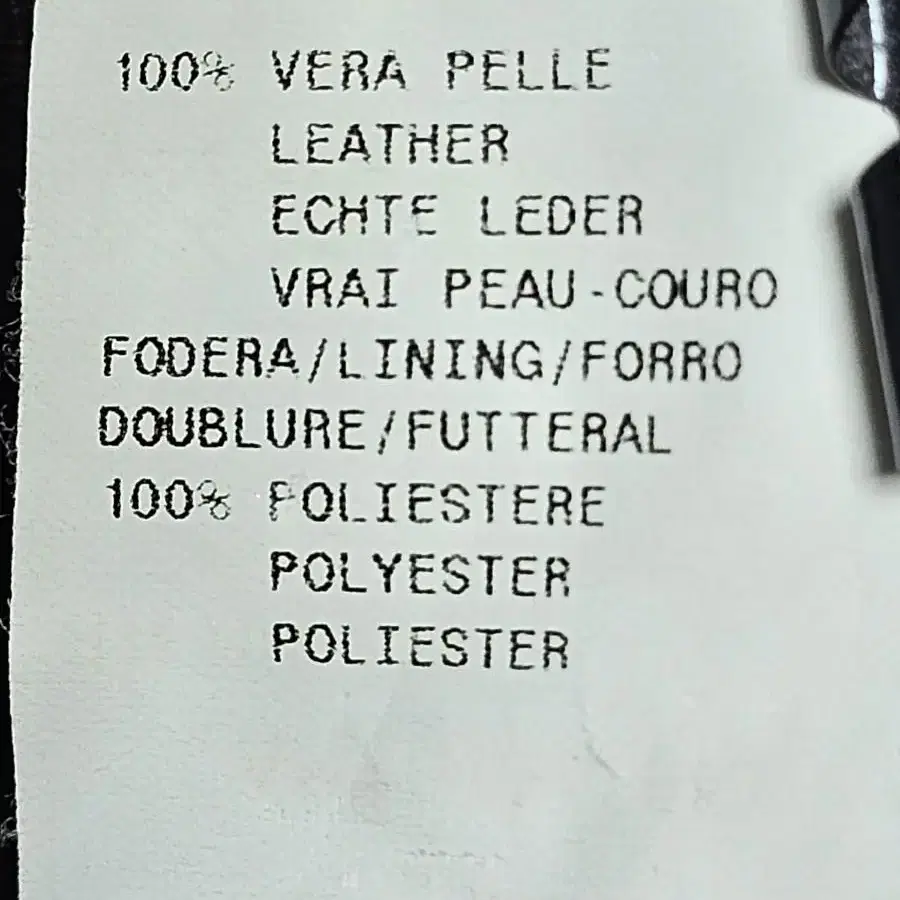 100% VERA PELLE
LEATHER
ECHTE LEDER
VRAI PEAU-COURO
FODERA/LINING/FORRO
DOUBLURE/FUTTERAL
100% POLIESTERE
POLYESTER
POLIESTER